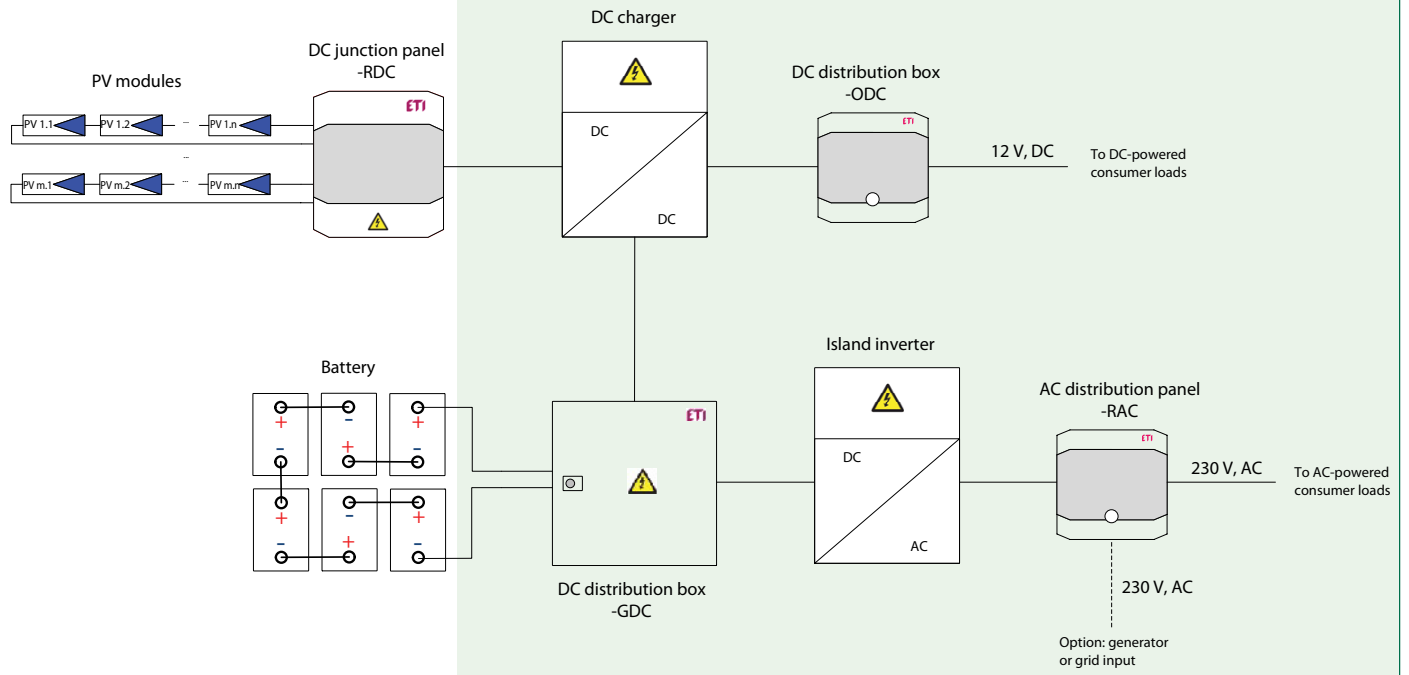 DC charger
DC junction panel
-RDC
PV modules
DC distribution box
-ODC
ETI
ETI
PV 1.1
PV 1.2
...
PV 1.n
DC
12 V, DC
To DC-powered
consumer loads
...
PV m.1
PV m.2
...
PV m.n
DC
Island inverter
Battery
AC distribution panel
-RAC
ETI
ETI
+
-
+
-
+
-
DC
230 V, AC
To AC-powered
consumer loads
+
-
+
-
+
-
AC
DC distribution box
-GDC
230 V, AC
Option: generator
or grid input